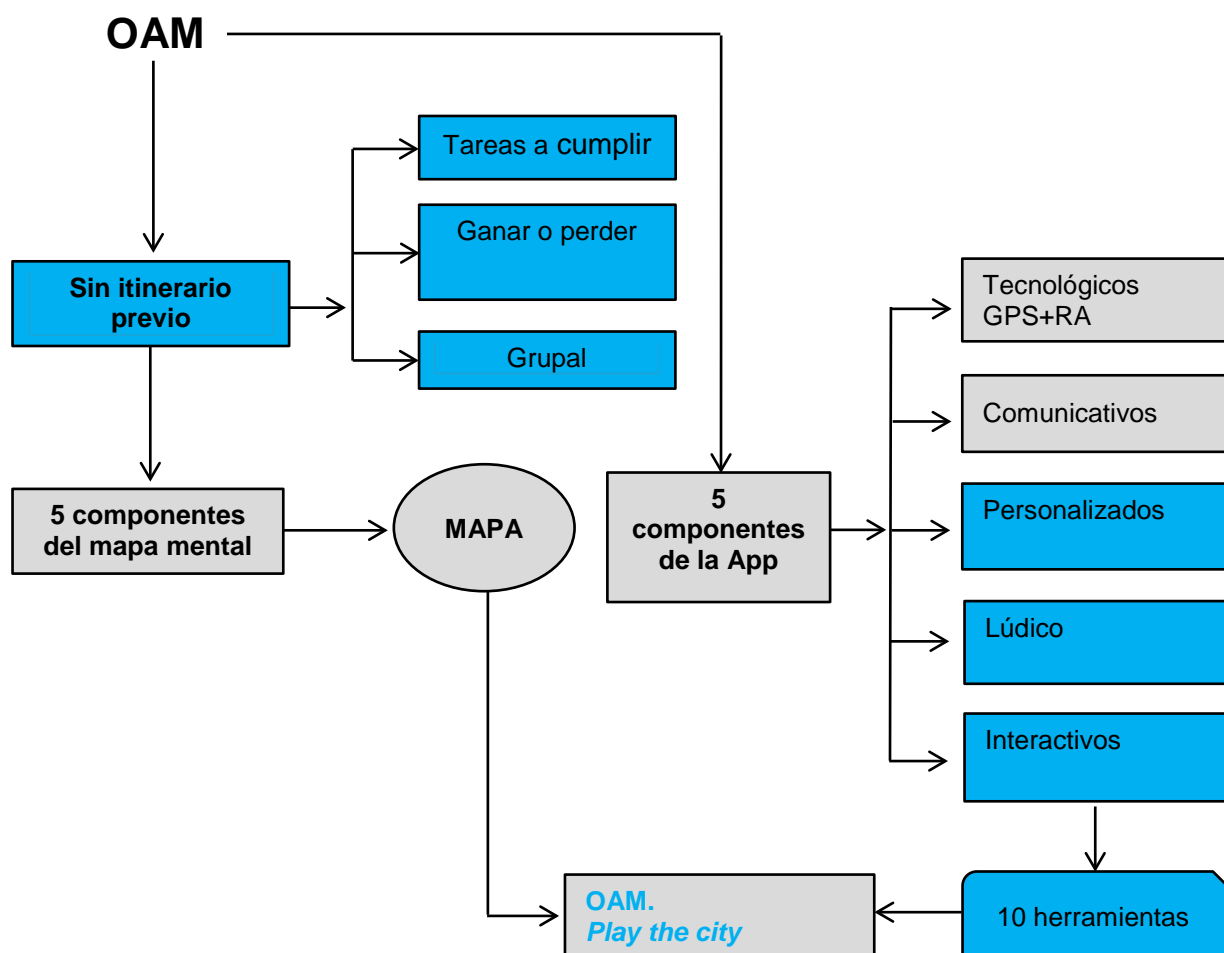 OAM
Tareas a cumplir
Ganar o perder
Sin itinerario
previo
Grupal
Tecnológicos
GPS+RA
Comunicativos
5 componentes
del mapa mental
MAPA
5
componentes
de la App
Personalizados
Lúdico
Interactivos
OAM.
Play the city
10 herramientas